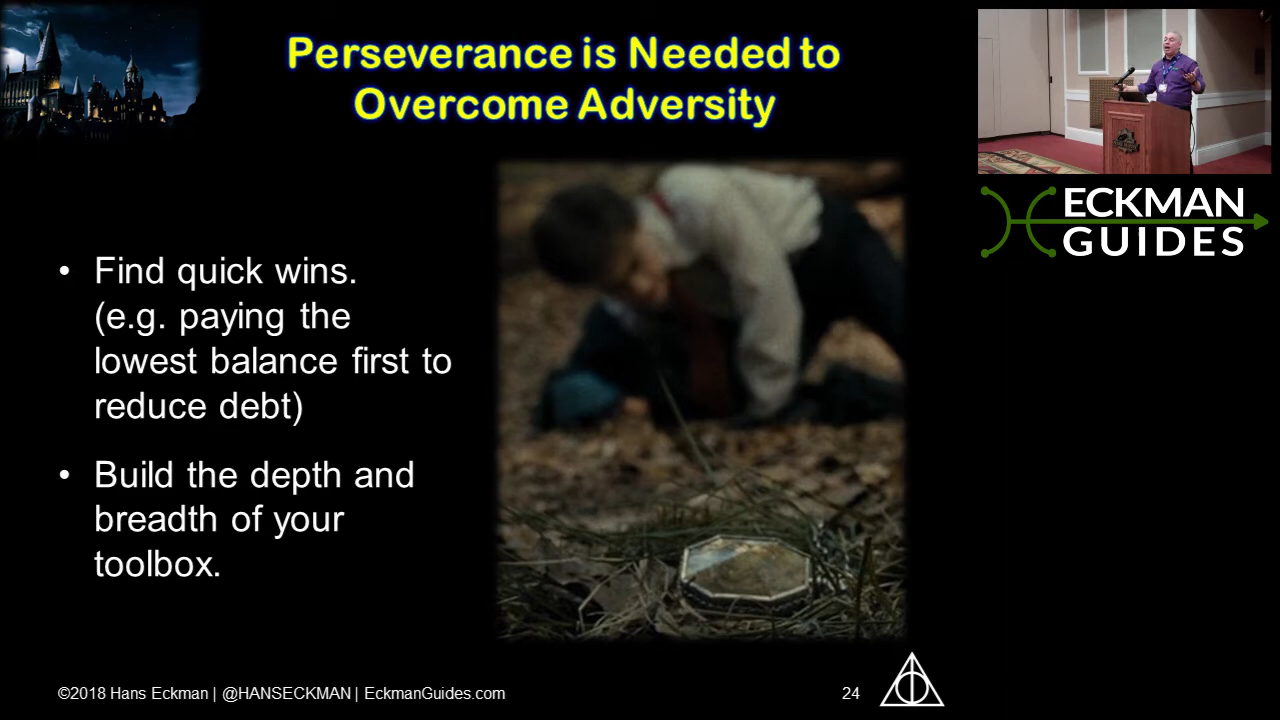 Perseverance is Needed to
Overcome Adversity
ECKMAN
GUIDES
• Find quick wins.
(e.g. paying the
lowest balance first to
reduce debt)
• Build the depth and
breadth of your
toolbox.
©2018 Hans Eckman | @HANSECKMAN | EckmanGuides.com
24